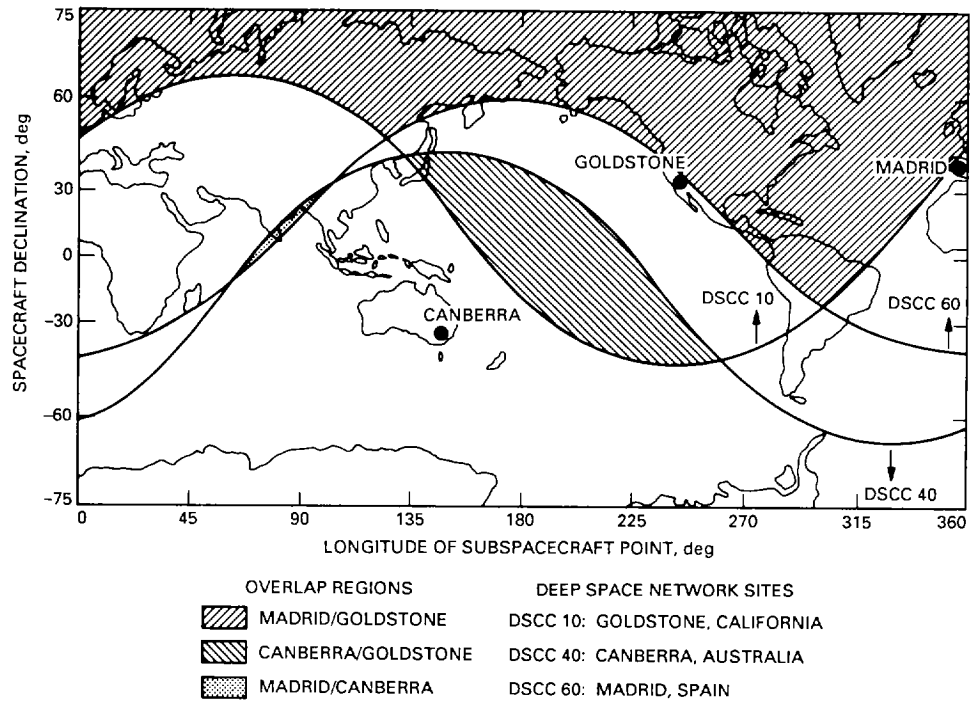 75
60
30
0
−30
−60
−75
SPACECRAFT DECLINATION, deg
GOLDSTONE
MADRID
CANBERRA
DSCC 10
DSCC 60
DSCC 40
0 45 90 135 180 225 270 315 360
LONGITUDE OF SUBSPACECRAFT POINT, deg
OVERLAP REGIONS
MADRID/GOLDSTONE
CANBERRA/GOLDSTONE
MADRID/CANBERRA
DEEP SPACE NETWORK SITES
DSCC 10: GOLDSTONE, CALIFORNIA
DSCC 40: CANBERRA, AUSTRALIA
DSCC 60: MADRID, SPAIN